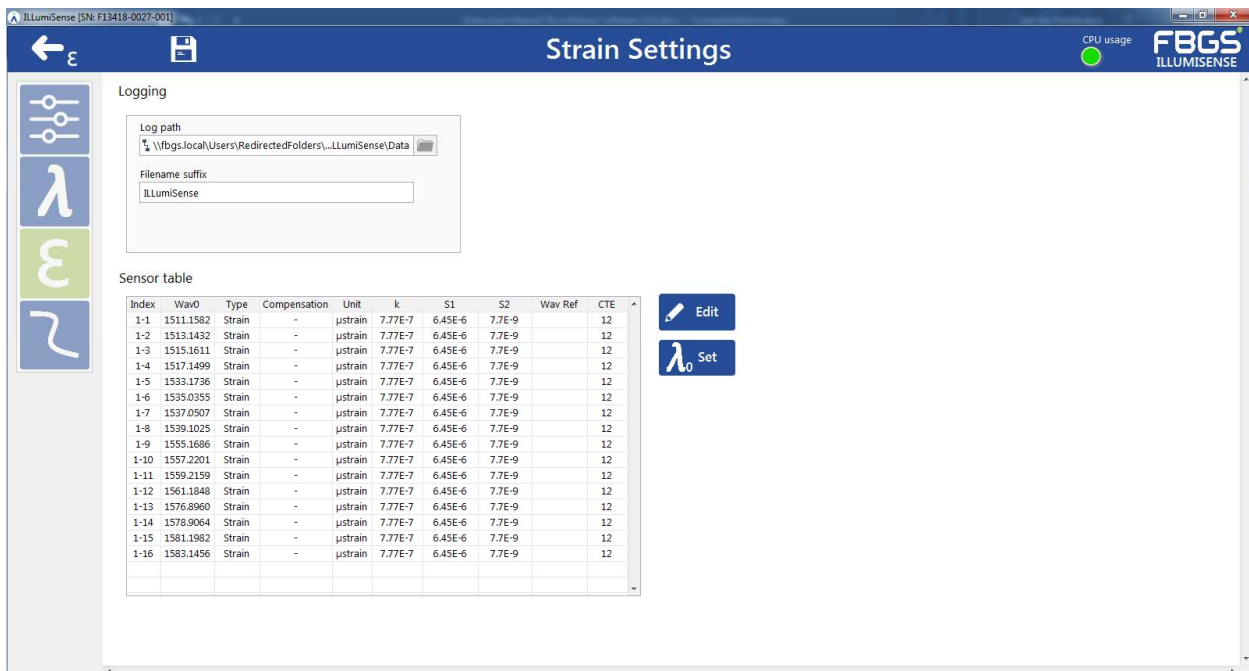 ILLumiSense [SN: F13418-0027-001]
ε
Strain Settings
CPU usage
FBGS
ILLUMISENSE
Logging
Log path
\\fbgs.local\Users\RedirectedFolders\...LLumiSense\Data
Filename suffix
ILLumiSense
λ
ε
Sensor table
Index Wav0 Type Compensation Unit k S1 S2 Wav Ref CTE
1-1 1511.1582 Strain - µstrain 7.77E-7 6.45E-6 7.7E-9 12
1-2 1513.1432 Strain - µstrain 7.77E-7 6.45E-6 7.7E-9 12
1-3 1515.1611 Strain - µstrain 7.77E-7 6.45E-6 7.7E-9 12
1-4 1517.1499 Strain - µstrain 7.77E-7 6.45E-6 7.7E-9 12
1-5 1533.1736 Strain - µstrain 7.77E-7 6.45E-6 7.7E-9 12
1-6 1535.0355 Strain - µstrain 7.77E-7 6.45E-6 7.7E-9 12
1-7 1537.0507 Strain - µstrain 7.77E-7 6.45E-6 7.7E-9 12
1-8 1539.1025 Strain - µstrain 7.77E-7 6.45E-6 7.7E-9 12
1-9 1555.1686 Strain - µstrain 7.77E-7 6.45E-6 7.7E-9 12
1-10 1557.2201 Strain - µstrain 7.77E-7 6.45E-6 7.7E-9 12
1-11 1559.2159 Strain - µstrain 7.77E-7 6.45E-6 7.7E-9 12
1-12 1561.1848 Strain - µstrain 7.77E-7 6.45E-6 7.7E-9 12
1-13 1576.8960 Strain - µstrain 7.77E-7 6.45E-6 7.7E-9 12
1-14 1578.9064 Strain - µstrain 7.77E-7 6.45E-6 7.7E-9 12
1-15 1581.1982 Strain - µstrain 7.77E-7 6.45E-6 7.7E-9 12
1-16 1583.1456 Strain - µstrain 7.77E-7 6.45E-6 7.7E-9 12
Edit
λ0 Set